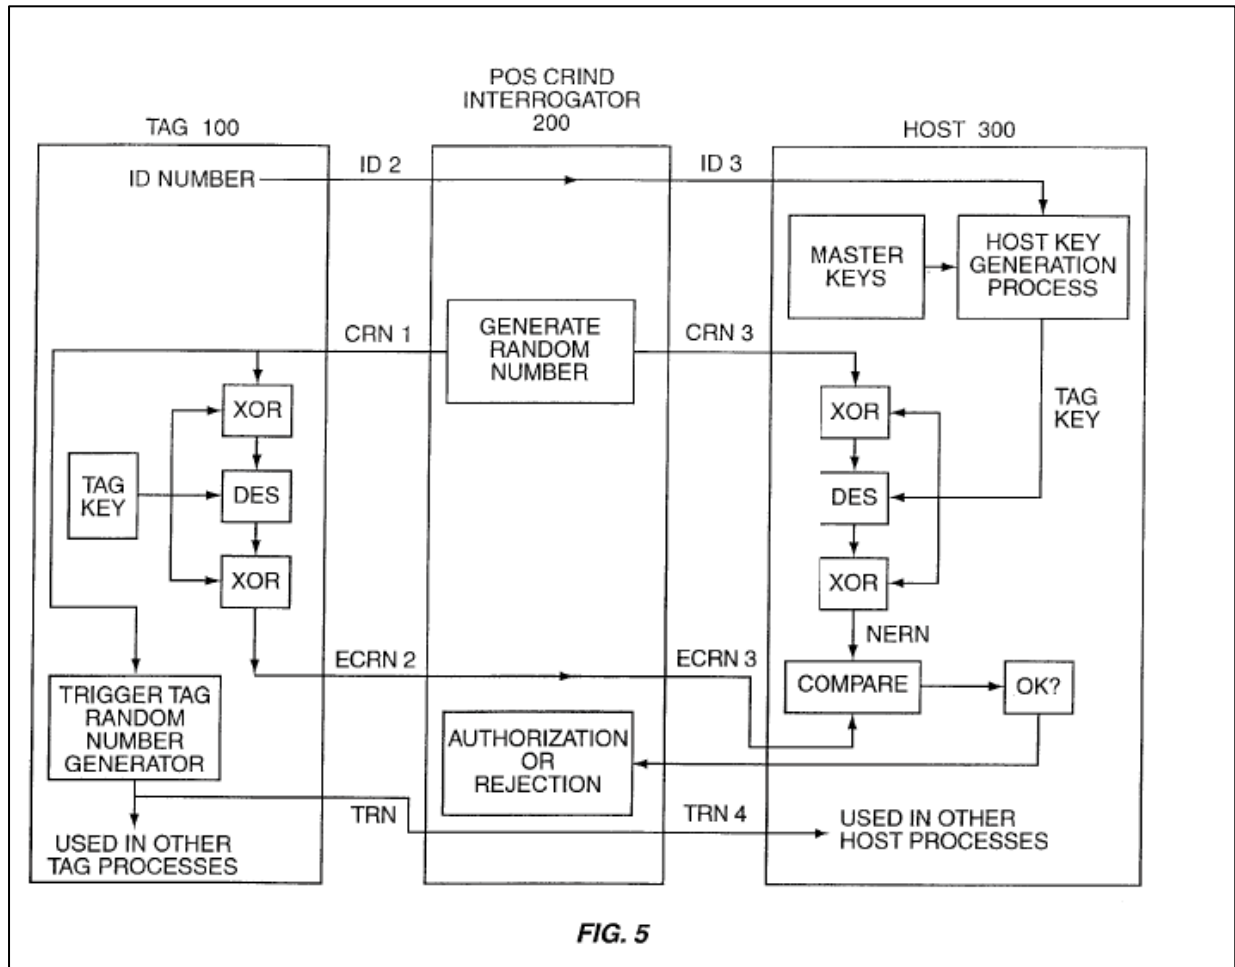 POS CRIND
INTERROGATOR
200
TAG 100
HOST 300
ID NUMBER
ID 2
ID 3
MASTER
KEYS
HOST KEY
GENERATION
PROCESS
CRN 1
GENERATE
RANDOM
NUMBER
CRN 3
XOR
XOR
TAG
KEY
TAG
KEY
DES
DES
XOR
XOR
NERN
ECRN 2
ECRN 3
COMPARE
OK?
TRIGGER TAG
RANDOM
NUMBER
GENERATOR
AUTHORIZATION
OR
REJECTION
TRN
TRN 4
USED IN OTHER
TAG PROCESSES
USED IN OTHER
HOST PROCESSES
FIG. 5